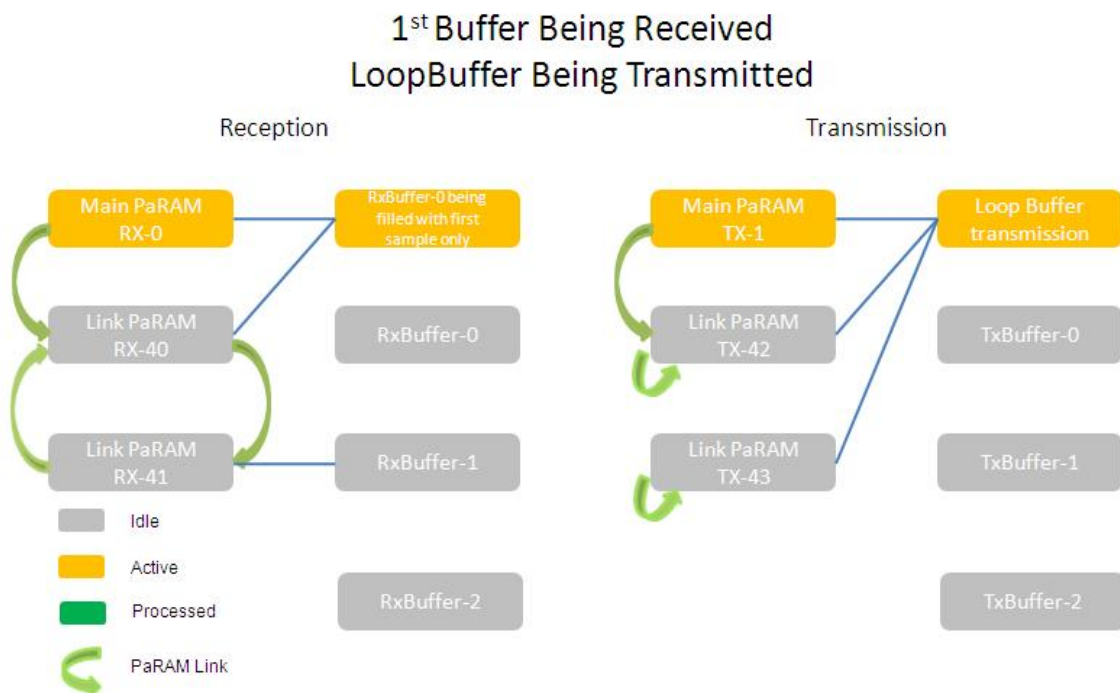 1st Buffer Being Received
LoopBuffer Being Transmitted
Reception
Transmission
Main PaRAM
RX-0
RxBuffer-0 being
filled with first
sample only
Link PaRAM
RX-40
RxBuffer-0
Link PaRAM
RX-41
RxBuffer-1
RxBuffer-2
Main PaRAM
TX-1
Loop Buffer
transmission
Link PaRAM
TX-42
TxBuffer-0
Link PaRAM
TX-43
TxBuffer-1
TxBuffer-2
Idle
Active
Processed
PaRAM Link